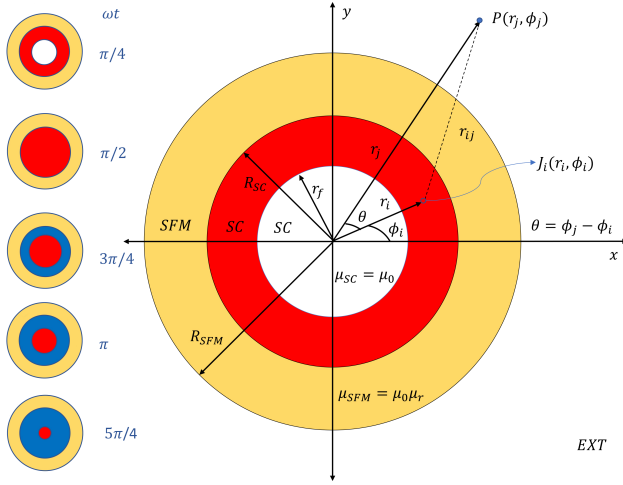 ωt
π/4
π/2
3π/4
π
5π/4
y
P(r_j, ϕ_j)
r_j
r_ij
J_i(r_i, ϕ_i)
R_SC
r_f
r_i
θ
ϕ_i
SFM
SC
SC
θ = ϕ_j − ϕ_i
x
μ_SC = μ_0
R_SFM
μ_SFM = μ_0μ_r
EXT